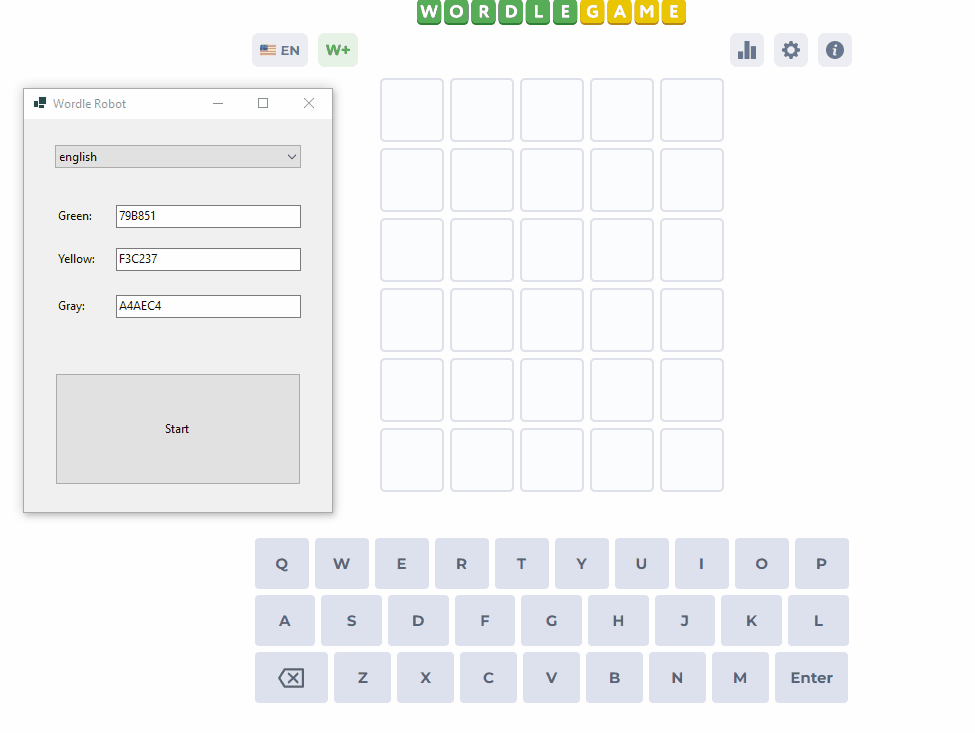 WORDLEGAME
EN W+
Wordle Robot
english
Green: 79B851
Yellow: F3C237
Gray: A4AEC4
Start
Q W E R T Y U I O P
A S D F G H J K L
Z X C V B N M Enter